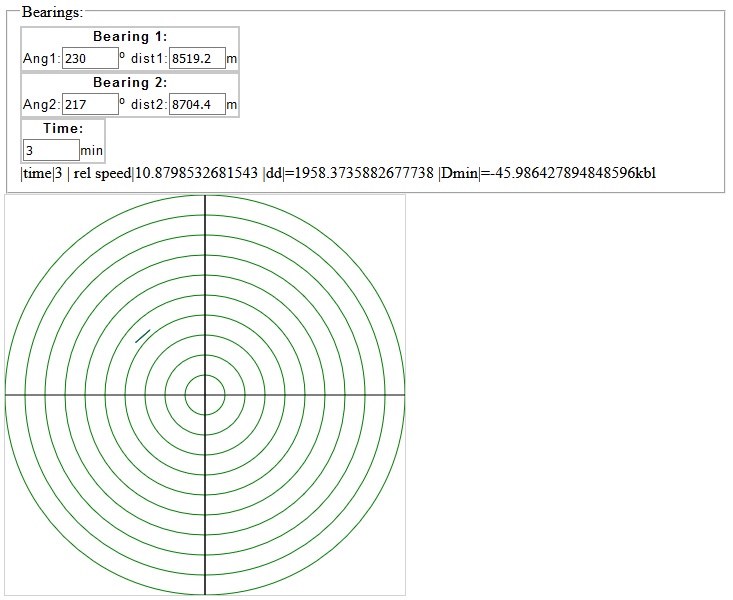 Bearings:
Bearing 1:
Ang1: 230 º dist1: 8519.2 m
Bearing 2:
Ang2: 217 º dist2: 8704.4 m
Time:
3 min
|time|3 | rel speed|10.8798532681543 |dd|=1958.3735882677738 |Dmin|=-45.986427894848596kbl